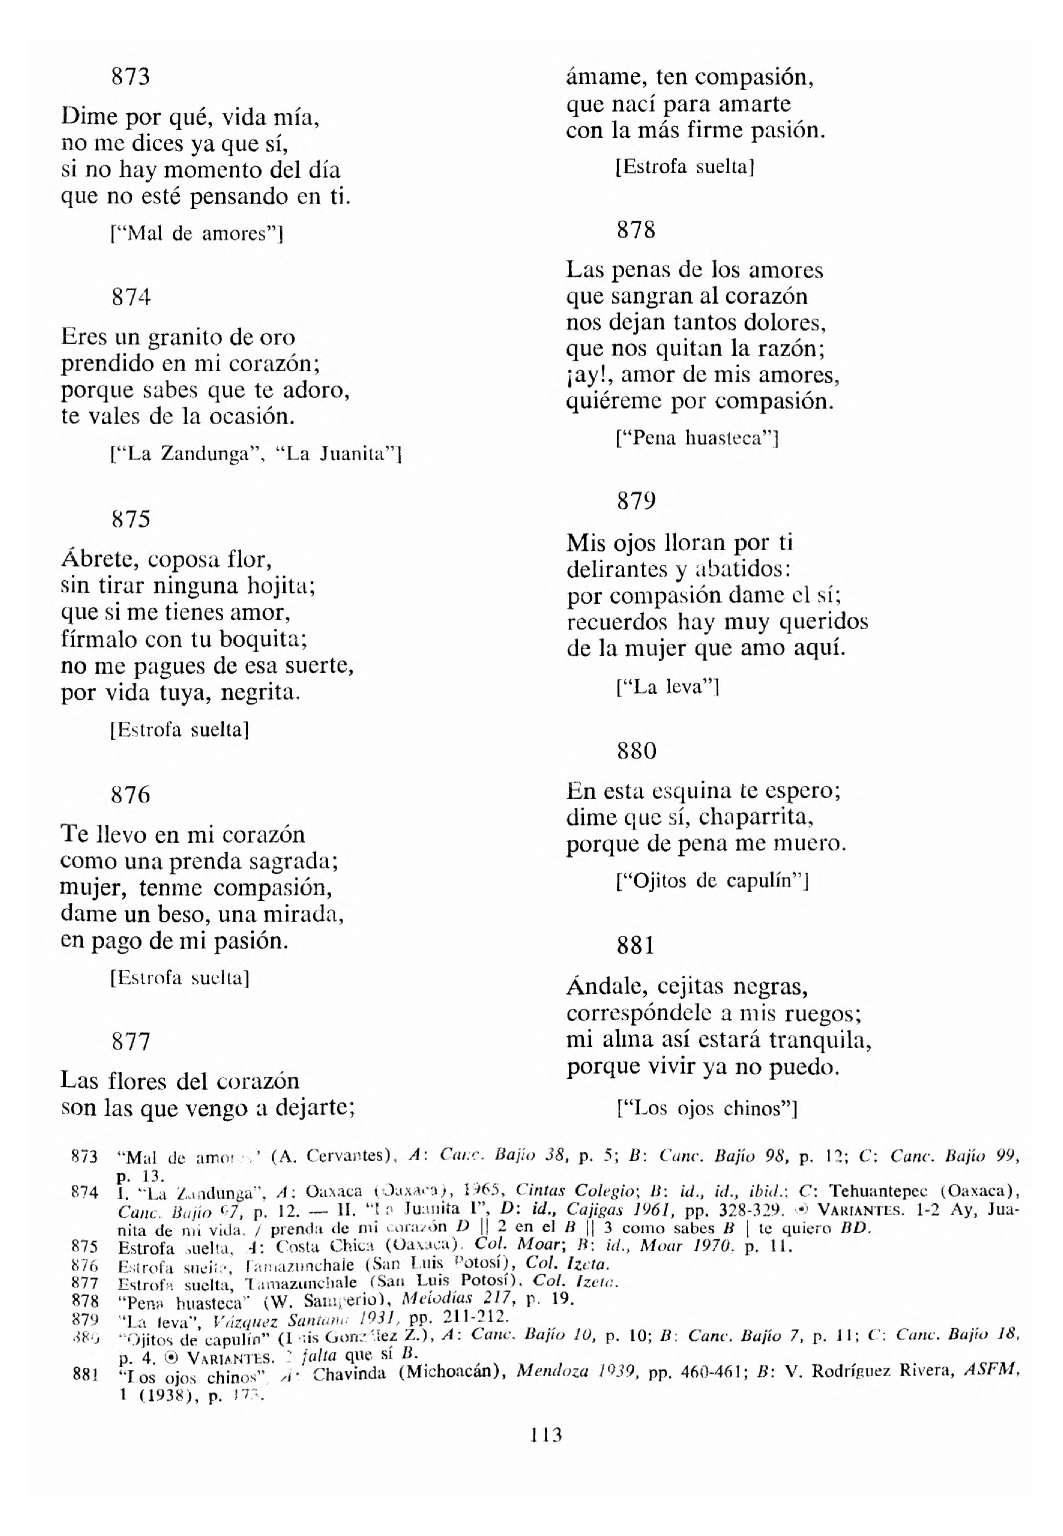 873
Dime por qué, vida mía,
no me dices ya que sí,
si no hay momento del día
que no esté pensando en ti.
[“Mal de amores”]
874
Eres un granito de oro
prendido en mi corazón;
porque sabes que te adoro,
te vales de la ocasión.
[“La Zandunga”, “La Juanita”]
875
Ábrete, coposa flor,
sin tirar ninguna hojita;
que si me tienes amor,
fírmalo con tu boquita;
no me pagues de esa suerte,
por vida tuya, negrita.
[Estrofa suelta]
876
Te llevo en mi corazón
como una prenda sagrada;
mujer, tenme compasión,
dame un beso, una mirada,
en pago de mi pasión.
[Estrofa suelta]
877
Las flores del corazón
son las que vengo a dejarte;
ámame, ten compasión,
que nací para amarte
con la más firme pasión.
[Estrofa suelta]
878
Las penas de los amores
que sangran al corazón
nos dejan tantos dolores,
que nos quitan la razón;
¡ay!, amor de mis amores,
quiéreme por compasión.
[“Pena huasteca”]
879
Mis ojos lloran por ti
delirantes y abatidos:
por compasión dame el sí;
recuerdos hay muy queridos
de la mujer que amo aquí.
[“La leva”]
880
En esta esquina te espero;
dime que sí, chaparrita,
porque de pena me muero.
[“Ojitos de capulín”]
881
Ándale, cejitas negras,
correspóndele a mis ruegos;
mi alma así estará tranquila,
porque vivir ya no puedo.
[“Los ojos chinos”]
873 “Mal de (A. Cervantes), A: Canc. Bajío 38, p. 5; B: Canc. Bajío 98, p. 12; C: Canc. Bajío 99,
p. 13.
874 I. “La Zandunga”, A: Oaxaca (Oaxaca), 1965, Cintas Colegio; B: id., id., ibid.; C: Tehuantepec (Oaxaca),
Canc. Bajío p. 12. — II. “La Juanita I”, D: id., Cajigas 1961, pp. 328-329. ⊙ VARIANTES. 1-2 Ay, Jua-
nita de mi vida. / prenda de mi corazón D || 2 en el B || 3 como sabes B | te quiero BD.
875 Estrofa suelta, A: Costa Chica (Oaxaca). Col. Moar; B: id., Moar 1970. p. 11.
876 Estrofa suelta, Tamazunchale (San Luis Potosí), Col. Izeta.
877 Estrofa suelta, Tamazunchale (San Luis Potosí), Col. Izeta.
878 “Pena huasteca” (W. Samperio), Melodías 217, p. 19.
879 “La leva”, Vázquez Santana 1931, pp. 211-212.
880 “Ojitos de capulín” (Luis González Z.), A: Canc. Bajío 10, p. 10; B: Canc. Bajío 7, p. 11; C: Canc. Bajío 18,
p. 4. ⊙ VARIANTES. 2 falta que sí B.
881 “Los ojos chinos” A: Chavinda (Michoacán), Mendoza 1939, pp. 460-461; B: V. Rodríguez Rivera, ASFM,
1 (1938), p.
113